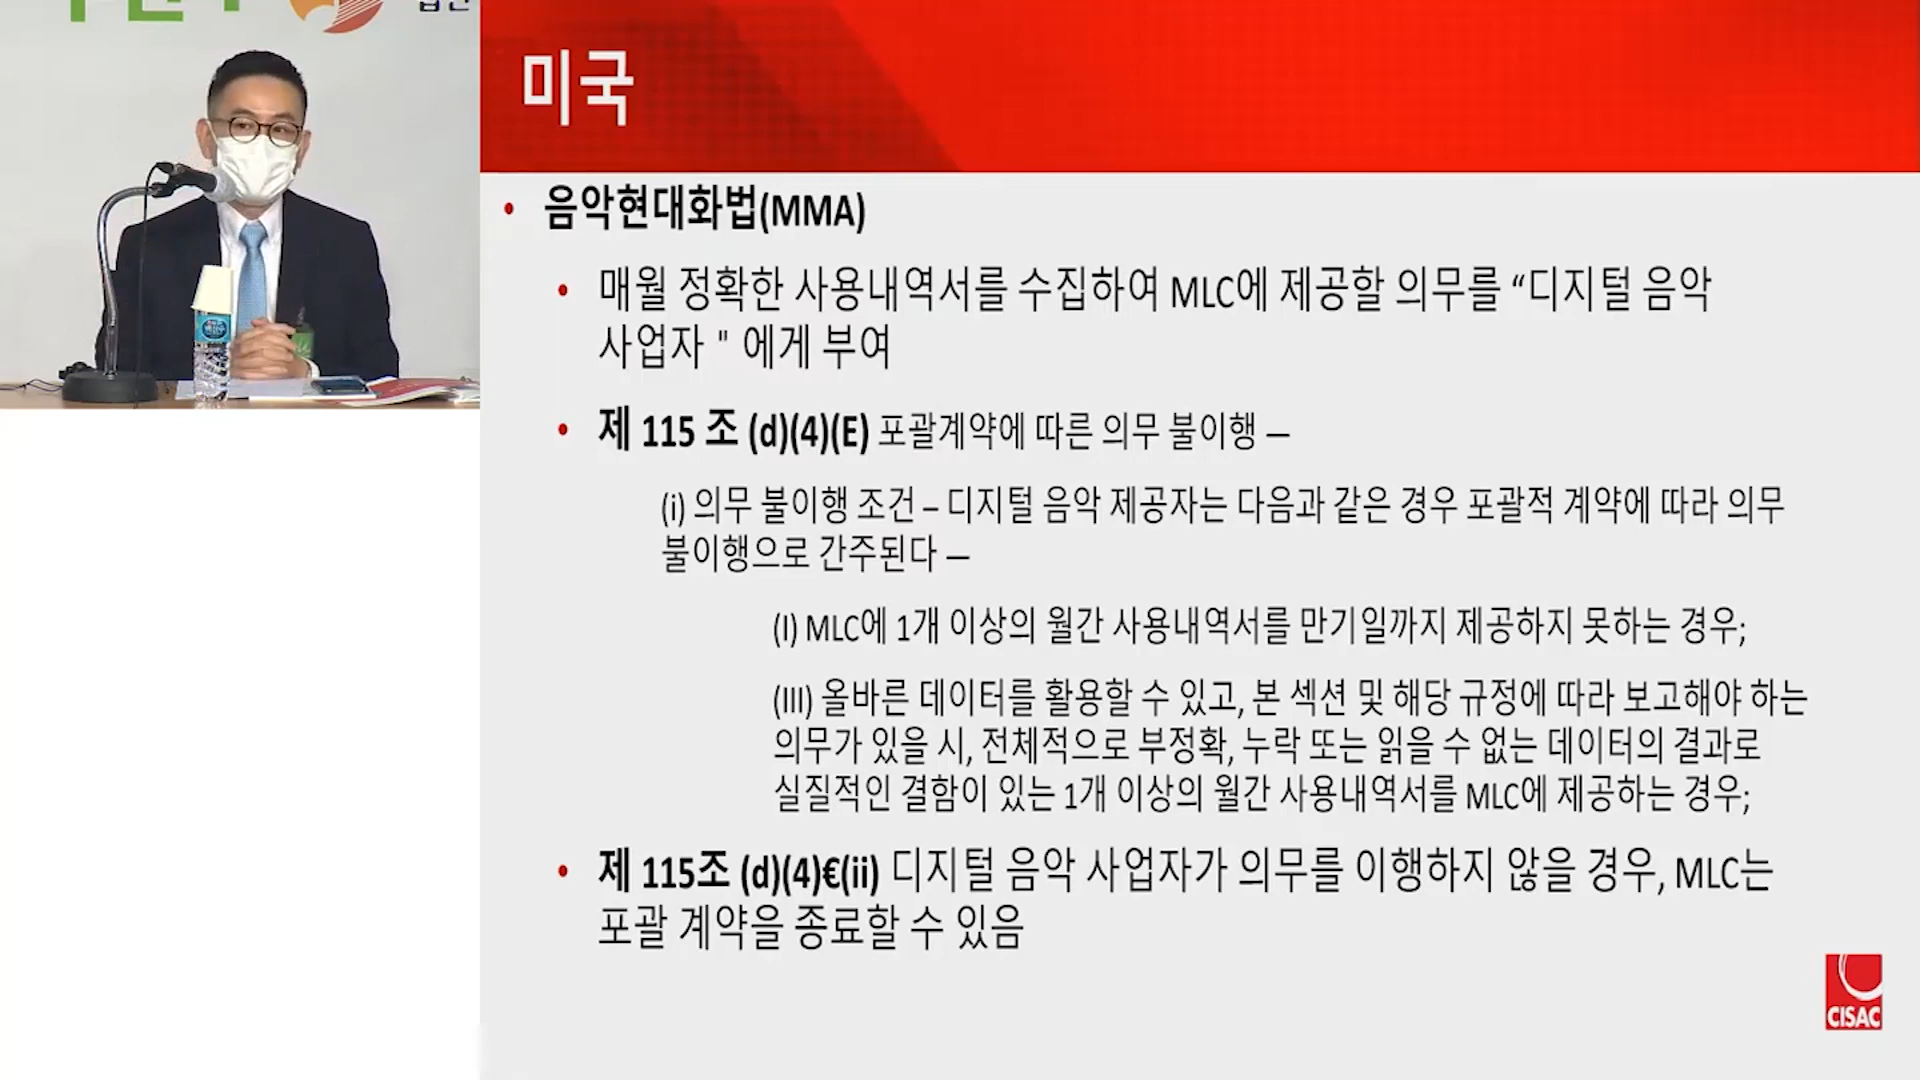 미국
• 음악현대화법(MMA)
• 매월 정확한 사용내역서를 수집하여 MLC에 제공할 의무를 “디지털 음악
사업자 " 에게 부여
• 제 115 조 (d)(4)(E) 포괄계약에 따른 의무 불이행 —
(i) 의무 불이행 조건 – 디지털 음악 제공자는 다음과 같은 경우 포괄적 계약에 따라 의무
불이행으로 간주된다 —
(I) MLC에 1개 이상의 월간 사용내역서를 만기일까지 제공하지 못하는 경우;
(III) 올바른 데이터를 활용할 수 있고, 본 섹션 및 해당 규정에 따라 보고해야 하는
의무가 있을 시, 전체적으로 부정확, 누락 또는 읽을 수 없는 데이터의 결과로
실질적인 결함이 있는 1개 이상의 월간 사용내역서를 MLC에 제공하는 경우;
• 제 115조 (d)(4)€(ii) 디지털 음악 사업자가 의무를 이행하지 않을 경우, MLC는
포괄 계약을 종료할 수 있음
CISAC